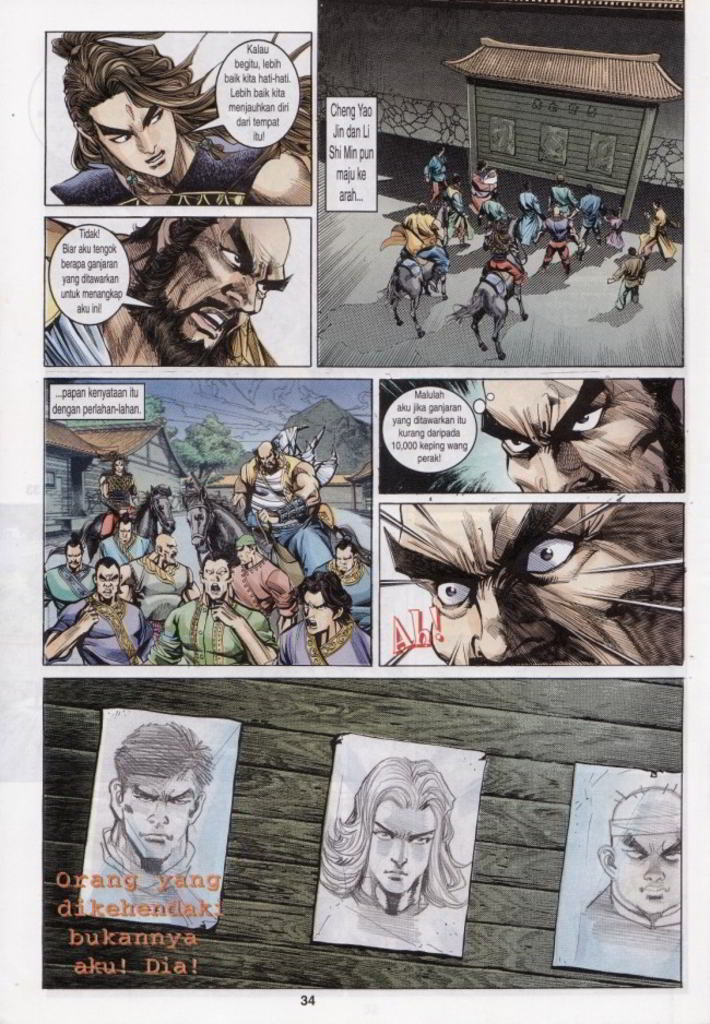 Kalau
begitu, lebih
baik kita hati-hati.
Lebih baik kita
menjauhkan diri
dari tempat
itu!
Cheng Yao
Jin dan Li
Shi Min pun
maju ke
arah...
Tidak!
Biar aku tengok
berapa ganjaran
yang ditawarkan
untuk menangkap
aku ini!
...papan kenyataan itu
dengan perlahan-lahan.
Malulah
aku jika ganjaran
yang ditawarkan itu
kurang daripada
10,000 keping wang
perak!
Ah!
Orang yang
dikehendaki
bukannya
aku! Dia!
34